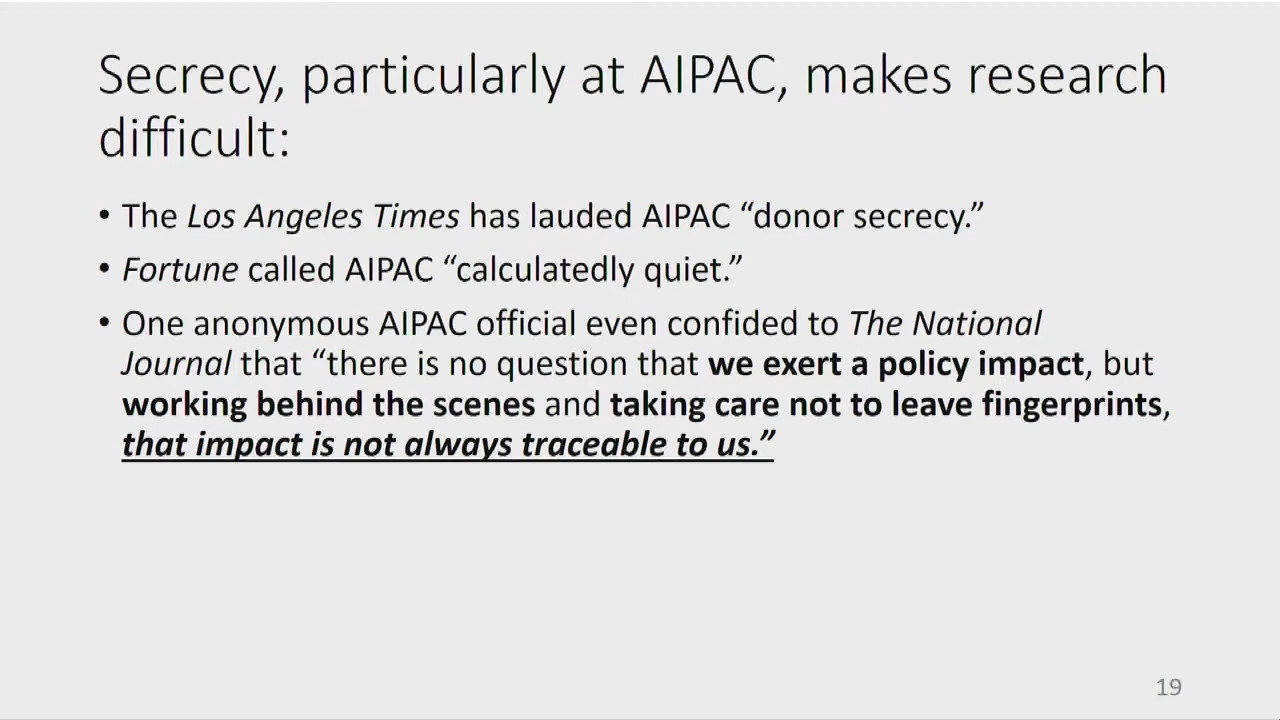 Secrecy, particularly at AIPAC, makes research
difficult:
• The Los Angeles Times has lauded AIPAC “donor secrecy.”
• Fortune called AIPAC “calculatedly quiet.”
• One anonymous AIPAC official even confided to The National
Journal that “there is no question that we exert a policy impact, but
working behind the scenes and taking care not to leave fingerprints,
that impact is not always traceable to us.”
19